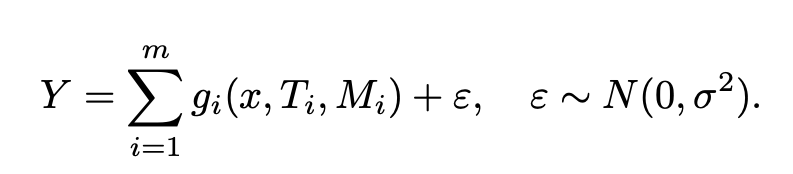 Y = \sum_{i=1}^{m} g_i(x, T_i, M_i) + \varepsilon, \quad \varepsilon \sim N(0, \sigma^2).